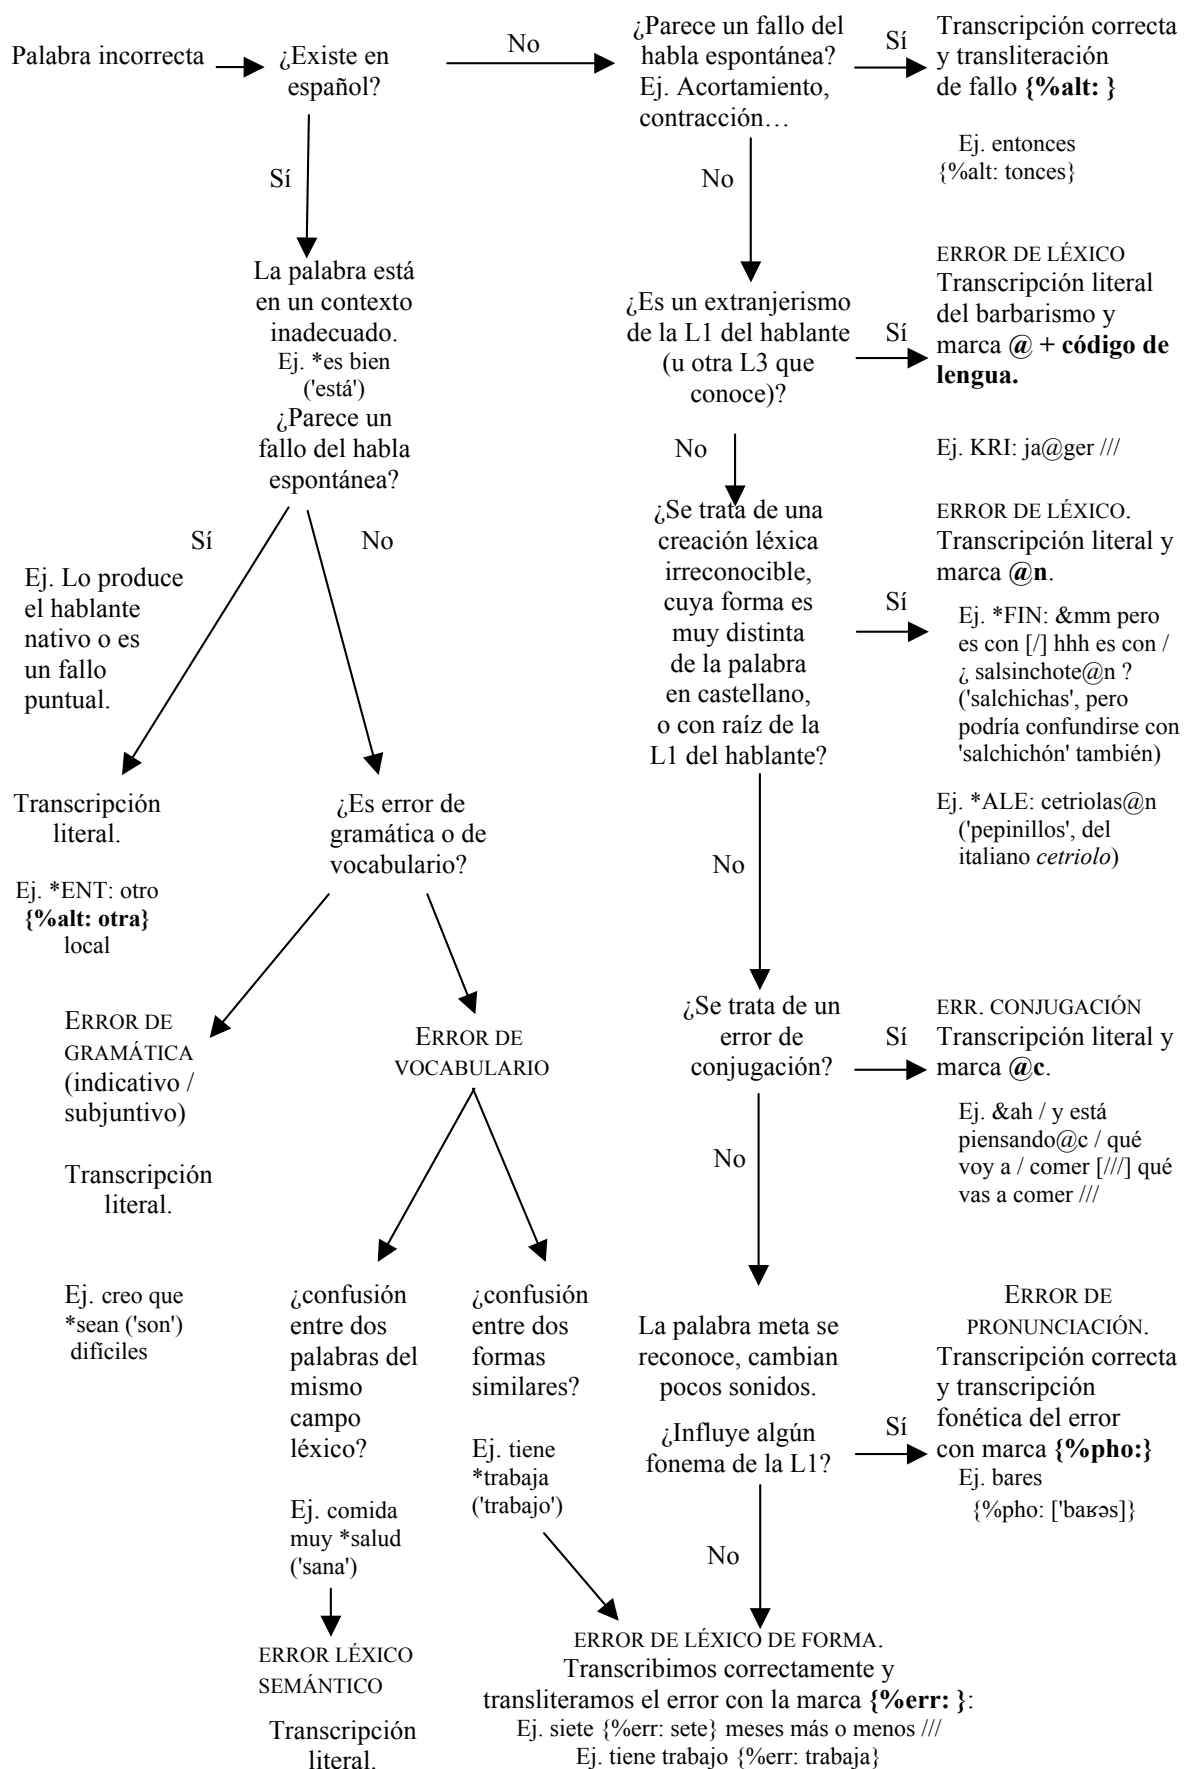 Palabra incorrecta
¿Existe en
español?
No
¿Parece un fallo del
habla espontánea?
Ej. Acortamiento,
contracción…
Sí
Transcripción correcta
y transliteración
de fallo {%alt: }
Ej. entonces
{%alt: tonces}
Sí
No
La palabra está
en un contexto
inadecuado.
Ej. *es bien
('está')
¿Parece un
fallo del habla
espontánea?
¿Es un extranjerismo
de la L1 del hablante
(u otra L3 que
conoce)?
Sí
ERROR DE LÉXICO
Transcripción literal
del barbarismo y
marca @ + código de
lengua.
Ej. KRI: ja@ger ///
No
Sí
No
Ej. Lo produce
el hablante
nativo o es
un fallo
puntual.
¿Se trata de una
creación léxica
irreconocible,
cuya forma es
muy distinta
de la palabra
en castellano,
o con raíz de la
L1 del hablante?
Sí
ERROR DE LÉXICO.
Transcripción literal y
marca @n.
Ej. *FIN: &mm pero
es con [/] hhh es con /
¿ salsinchote@n ?
('salchichas', pero
podría confundirse con
'salchichón' también)
Ej. *ALE: cetriolas@n
('pepinillos', del
italiano cetriolo)
Transcripción
literal.
Ej. *ENT: otro
{%alt: otra}
local
¿Es error de
gramática o de
vocabulario?
No
ERROR DE
GRAMÁTICA
(indicativo /
subjuntivo)
Transcripción
literal.
Ej. creo que
*sean ('son')
difíciles
ERROR DE
VOCABULARIO
¿Se trata de un
error de
conjugación?
Sí
ERR. CONJUGACIÓN
Transcripción literal y
marca @c.
Ej. &ah / y está
piensando@c / qué
voy a / comer [///] qué
vas a comer ///
No
¿confusión
entre dos
palabras del
mismo
campo
léxico?
Ej. comida
muy *salud
('sana')
¿confusión
entre dos
formas
similares?
Ej. tiene
*trabaja
('trabajo')
La palabra meta se
reconoce, cambian
pocos sonidos.
¿Influye algún
fonema de la L1?
Sí
ERROR DE
PRONUNCIACIÓN.
Transcripción correcta
y transcripción
fonética del error
con marca {%pho:}
Ej. bares
{%pho: ['baʁəs]}
No
ERROR LÉXICO
SEMÁNTICO
Transcripción
literal.
ERROR DE LÉXICO DE FORMA.
Transcribimos correctamente y
transliteramos el error con la marca {%err: }:
Ej. siete {%err: sete} meses más o menos ///
Ej. tiene trabajo {%err: trabaja}